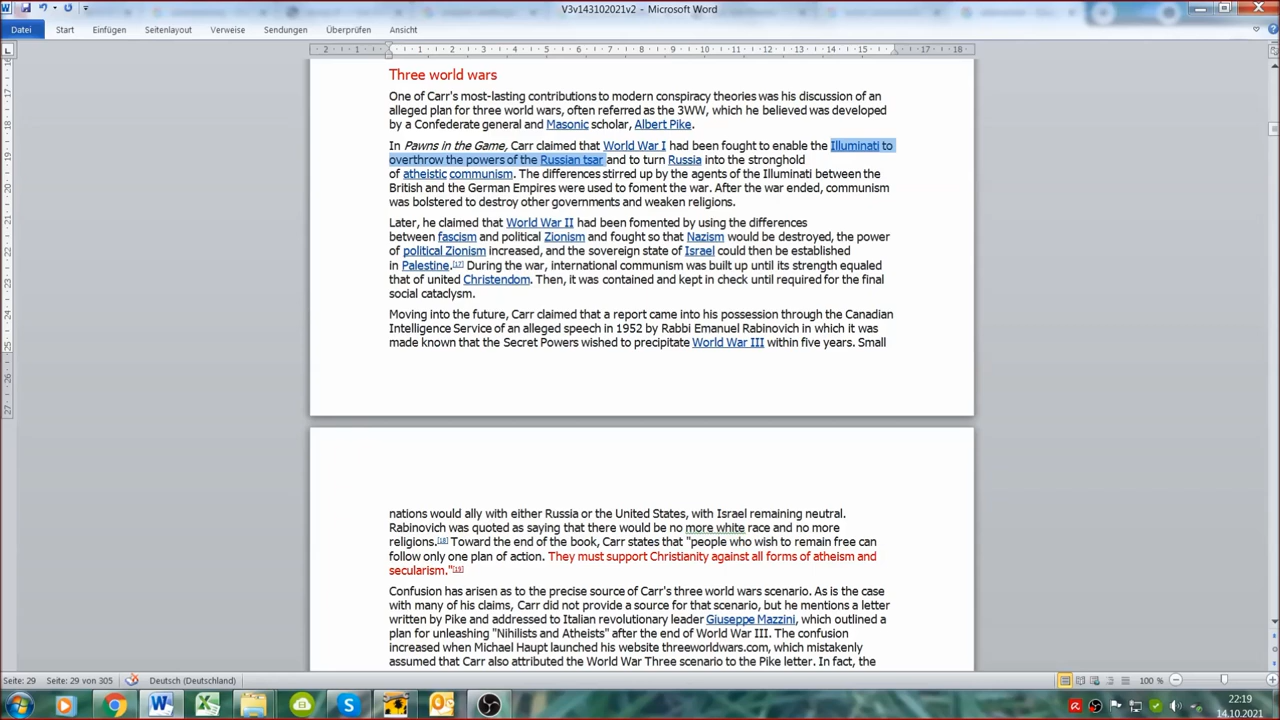 V3v143102021v2 - Microsoft Word
Datei Start Einfügen Seitenlayout Verweise Sendungen Überprüfen Ansicht
2 1 1 2 3 4 5 6 7 8 9 10 11 12 13 14 15 16 17 18
Three world wars
One of Carr's most-lasting contributions to modern conspiracy theories was his discussion of an
alleged plan for three world wars, often referred as the 3WW, which he believed was developed
by a Confederate general and Masonic scholar, Albert Pike.
In Pawns in the Game, Carr claimed that World War I had been fought to enable the Illuminati to
overthrow the powers of the Russian tsar and to turn Russia into the stronghold
of atheistic communism. The differences stirred up by the agents of the Illuminati between the
British and the German Empires were used to foment the war. After the war ended, communism
was bolstered to destroy other governments and weaken religions.
Later, he claimed that World War II had been fomented by using the differences
between fascism and political Zionism and fought so that Nazism would be destroyed, the power
of political Zionism increased, and the sovereign state of Israel could then be established
in Palestine.[17] During the war, international communism was built up until its strength equaled
that of united Christendom. Then, it was contained and kept in check until required for the final
social cataclysm.
Moving into the future, Carr claimed that a report came into his possession through the Canadian
Intelligence Service of an alleged speech in 1952 by Rabbi Emanuel Rabinovich in which it was
made known that the Secret Powers wished to precipitate World War III within five years. Small
nations would ally with either Russia or the United States, with Israel remaining neutral.
Rabinovich was quoted as saying that there would be no more white race and no more
religions.[18] Toward the end of the book, Carr states that "people who wish to remain free can
follow only one plan of action. They must support Christianity against all forms of atheism and
secularism."[19]
Confusion has arisen as to the precise source of Carr's three world wars scenario. As is the case
with many of his claims, Carr did not provide a source for that scenario, but he mentions a letter
written by Pike and addressed to Italian revolutionary leader Giuseppe Mazzini, which outlined a
plan for unleashing "Nihilists and Atheists" after the end of World War III. The confusion
increased when Michael Haupt launched his website threeworldwars.com, which mistakenly
assumed that Carr also attributed the World War Three scenario to the Pike letter. In fact, the
Seite: 29 Seite: 29 von 305 Deutsch (Deutschland) 100 %
22:19
14.10.2021